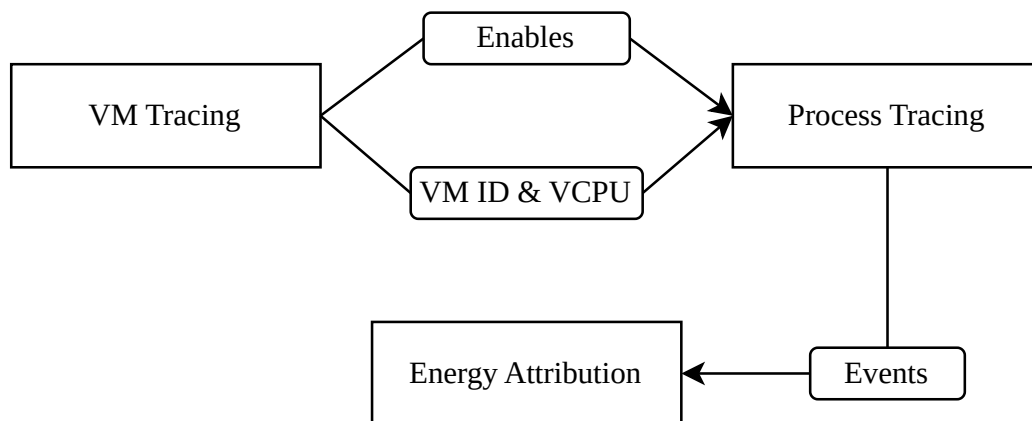 Enables
VM Tracing
Process Tracing
VM ID & VCPU
Energy Attribution
Events